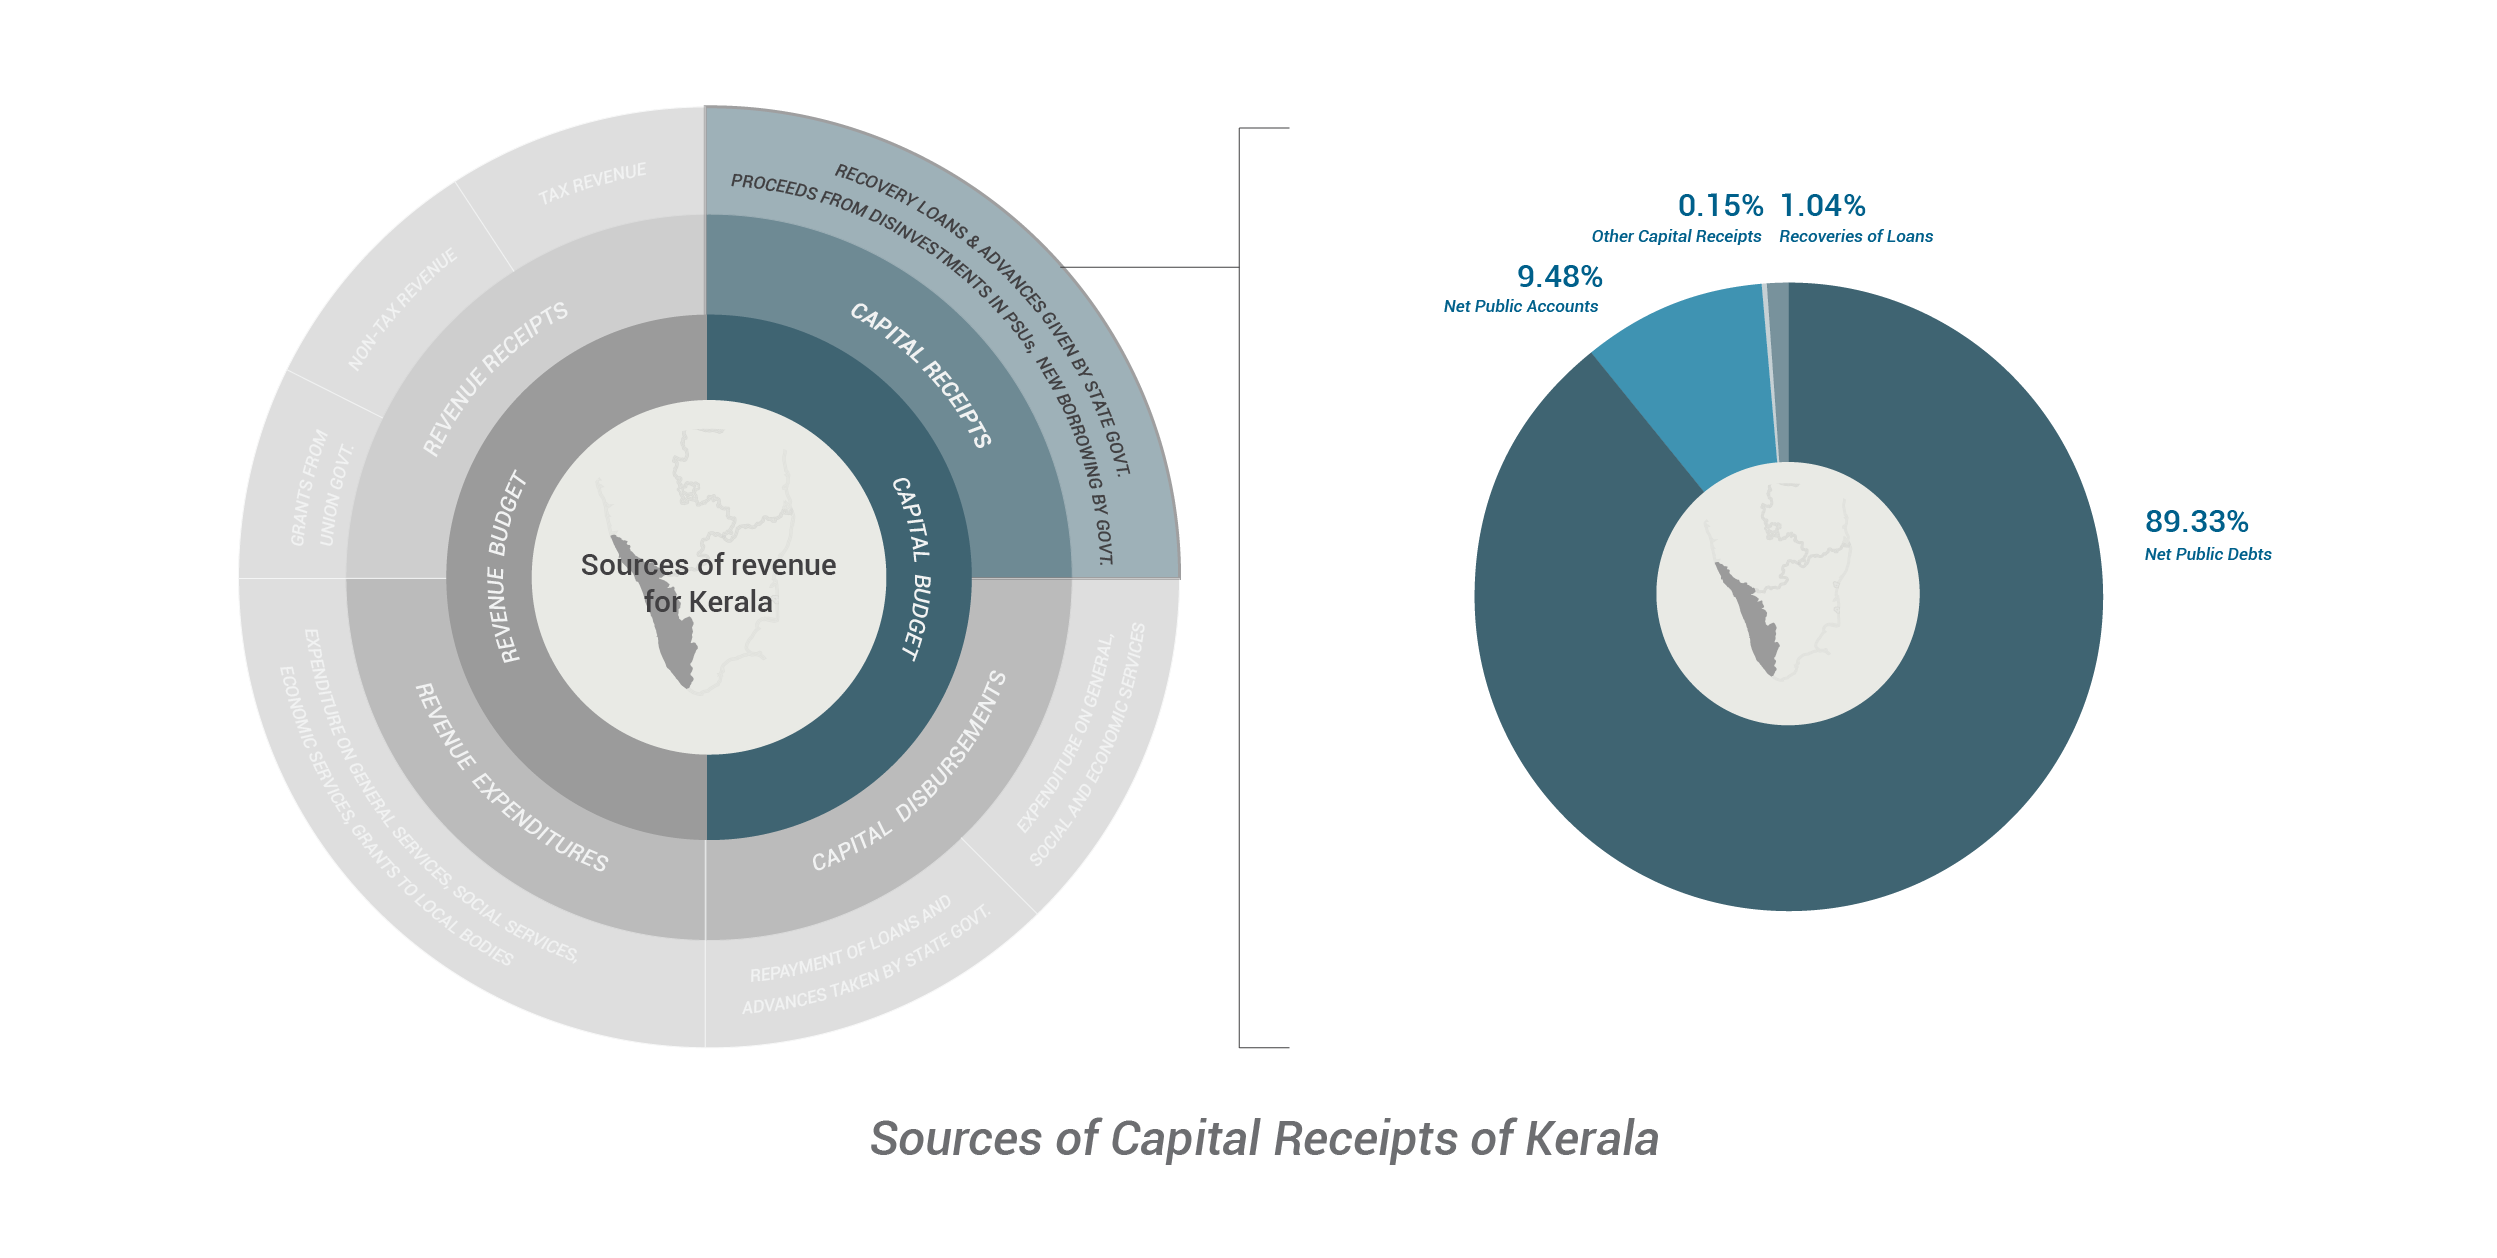 TAX REVENUE
NON-TAX REVENUE
GRANTS FROM
UNION GOVT.
REVENUE RECEIPTS
REVENUE BUDGET
REVENUE EXPENDITURES
EXPENDITURE ON GENERAL SERVICES, SOCIAL SERVICES,
ECONOMIC SERVICES, GRANTS TO LOCAL BODIES
RECOVERY LOANS & ADVANCES GIVEN BY STATE GOVT.
PROCEEDS FROM DISINVESTMENTS IN PSUs, NEW BORROWING BY GOVT.
CAPITAL RECEIPTS
CAPITAL BUDGET
CAPITAL DISBURSEMENTS
EXPENDITURE ON GENERAL,
SOCIAL AND ECONOMIC SERVICES
REPAYMENT OF LOANS AND
ADVANCES TAKEN BY STATE GOVT.
Sources of revenue
for Kerala
0.15%
Other Capital Receipts
1.04%
Recoveries of Loans
9.48%
Net Public Accounts
89.33%
Net Public Debts
Sources of Capital Receipts of Kerala